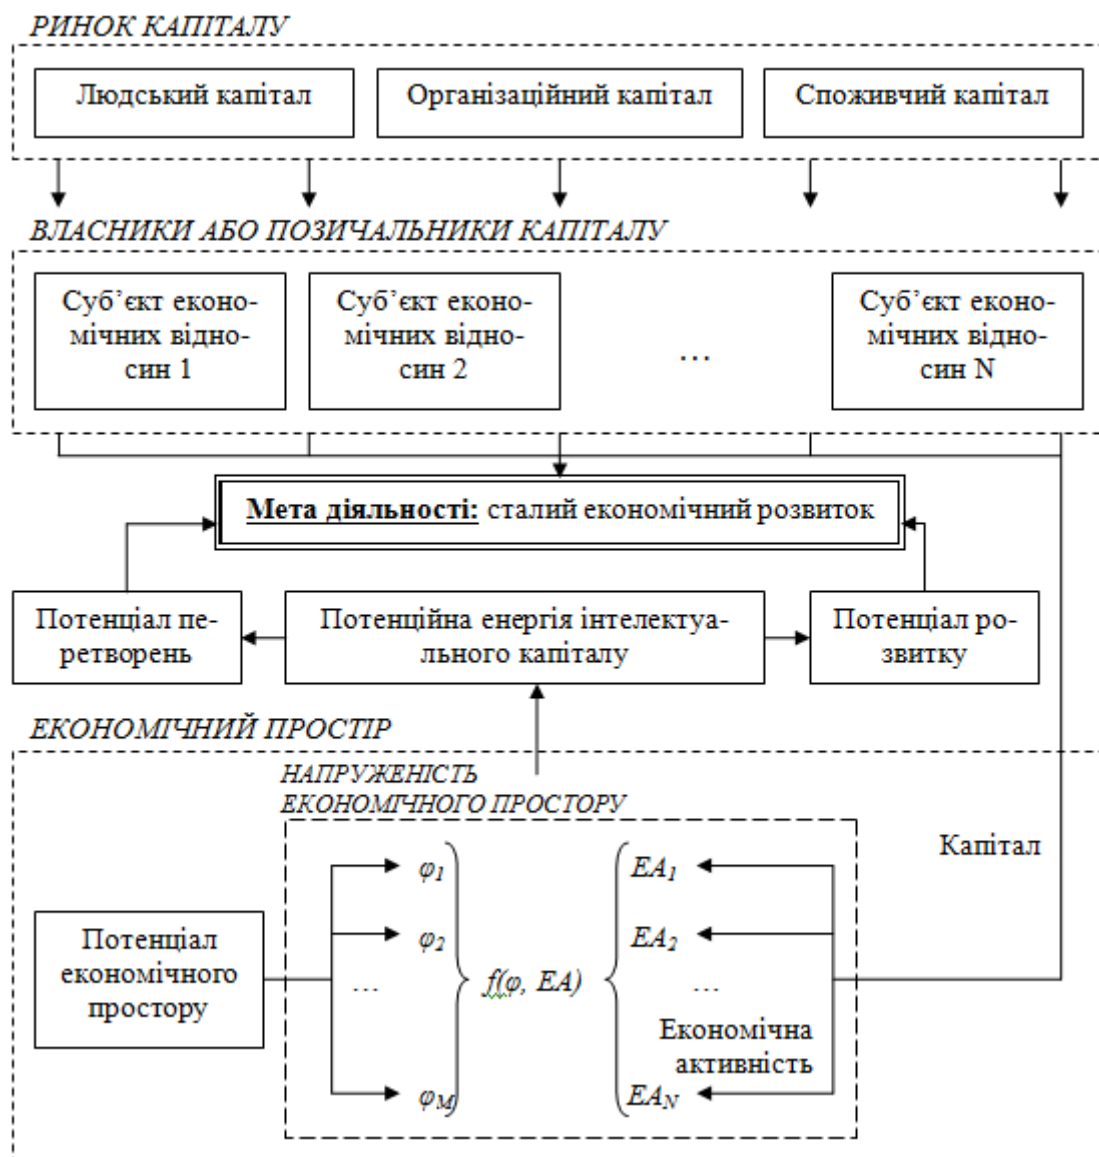 РИНОК КАПІТАЛУ
Людський капітал
Організаційний капітал
Споживчий капітал
ВЛАСНИКИ АБО ПОЗИЧАЛЬНИКИ КАПІТАЛУ
Суб’єкт еконо-
мічних відно-
син 1
Суб’єкт еконо-
мічних відно-
син 2
…
Суб’єкт еконо-
мічних відно-
син N
Мета діяльності: сталий економічний розвиток
Потенціал пе-
ретворень
Потенційна енергія інтелектуа-
ального капіталу
Потенціал ро-
звитку
ЕКОНОМІЧНИЙ ПРОСТІР
НАПРУЖЕНІСТЬ
ЕКОНОМІЧНОГО ПРОСТОРУ
Капітал
Потенціал
економічного
простору
φ1
φ2
…
φM
f(φ, EA)
EA1
EA2
…
Економічна
активність
EAN